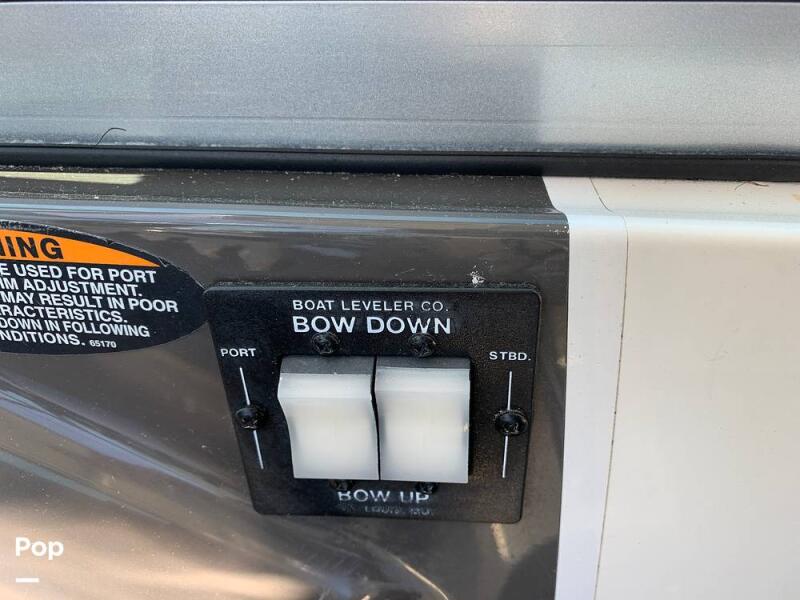 NING
E USED FOR PORT
IM ADJUSTMENT.
MAY RESULT IN POOR
ARACTERISTICS.
DOWN IN FOLLOWING
NDITIONS. 65170
BOAT LEVELER CO.
BOW DOWN
PORT
STBD.
BOW UP
Pop